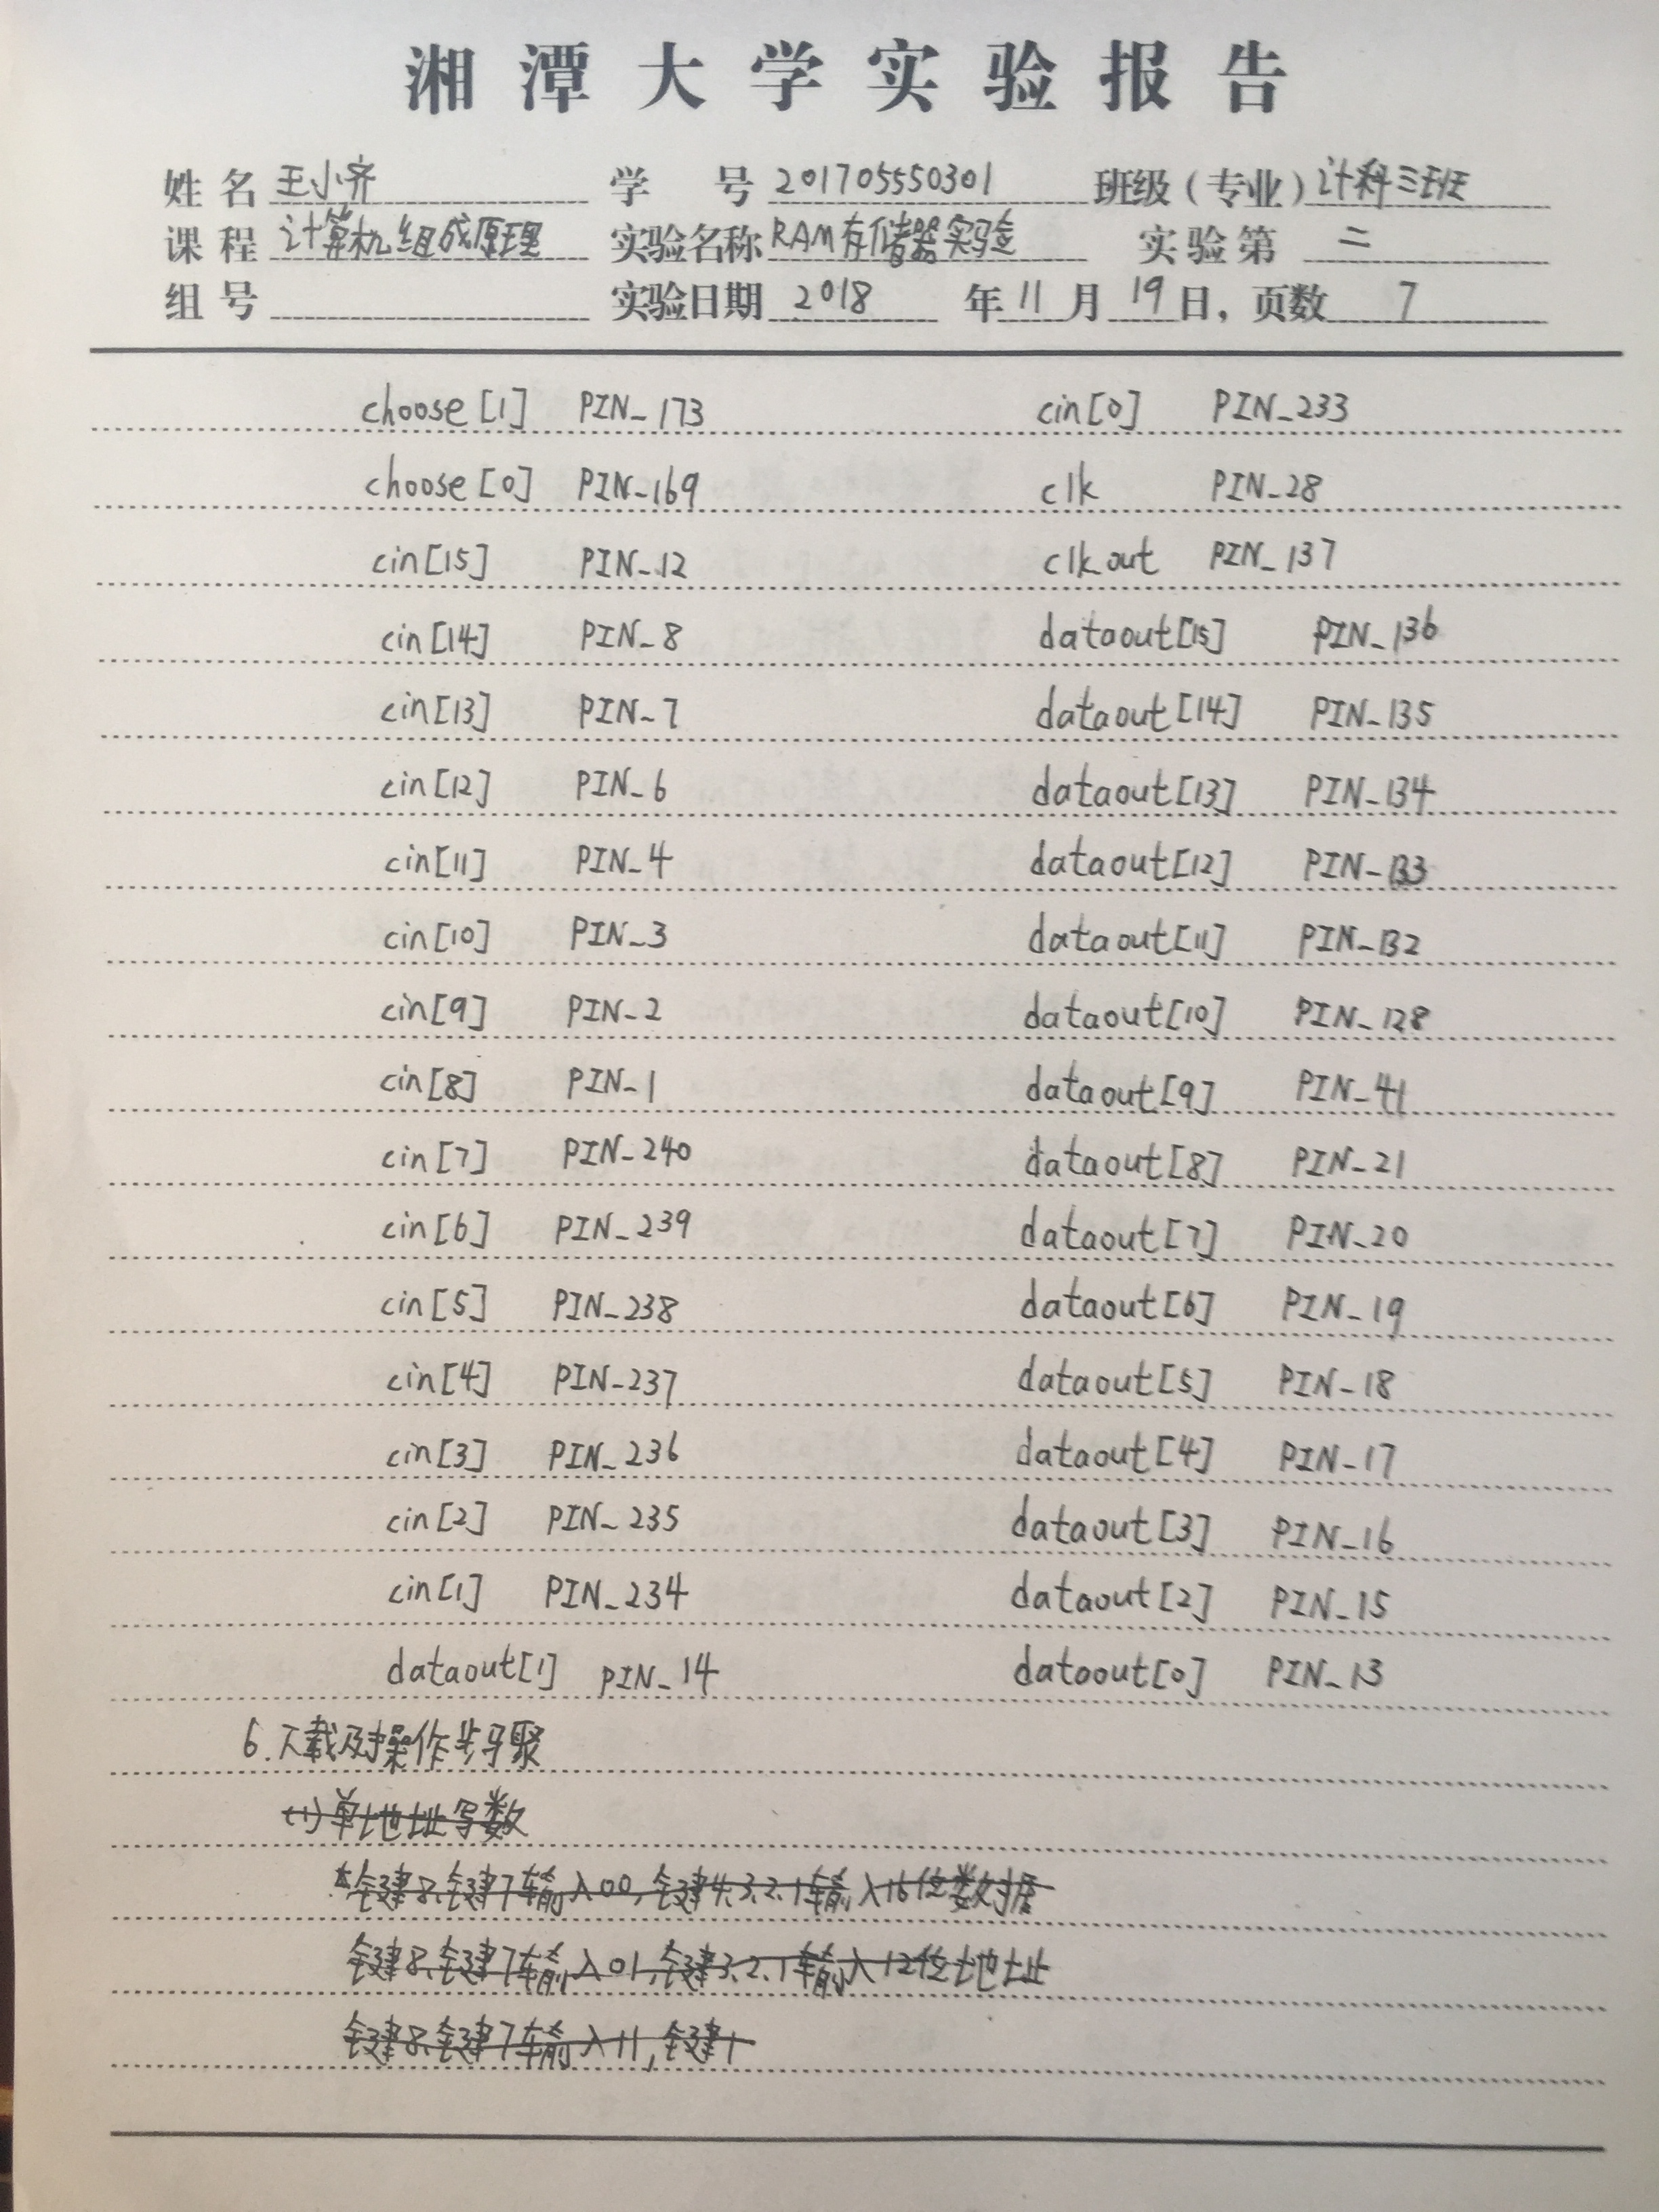 湘潭大学实验报告
姓名 王小齐 学号 201705550301 班级(专业) 计科三班
课程 计算机组成原理 实验名称 RAM存储器实验 实验第 二
组号 实验日期 2018 年 11 月 19 日, 页数 7
choose[1] PIN_173 cin[0] PIN_233
choose[0] PIN_169 clk PIN_28
cin[15] PIN_12 clkout PIN_137
cin[14] PIN_8 dataout[15] PIN_136
cin[13] PIN_7 dataout[14] PIN_135
cin[12] PIN_6 dataout[13] PIN_134
cin[11] PIN_4 dataout[12] PIN_133
cin[10] PIN_3 dataout[11] PIN_132
cin[9] PIN_2 dataout[10] PIN_128
cin[8] PIN_1 dataout[9] PIN_41
cin[7] PIN_240 dataout[8] PIN_21
cin[6] PIN_239 dataout[7] PIN_20
cin[5] PIN_238 dataout[6] PIN_19
cin[4] PIN_237 dataout[5] PIN_18
cin[3] PIN_236 dataout[4] PIN_17
cin[2] PIN_235 dataout[3] PIN_16
cin[1] PIN_234 dataout[2] PIN_15
dataout[1] PIN_14 dataout[0] PIN_13
6.下载及操作步骤
(1)单地址写数
键8.键7输入00,键4.3.2.1输入16位数据
键8.键7输入01,键3.2.1输入12位地址
键8.键7输入11,键1